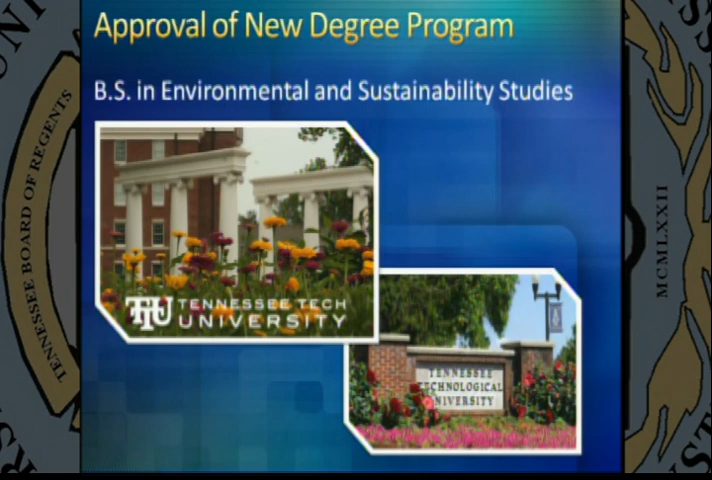 Approval of New Degree Program
B.S. in Environmental and Sustainability Studies
TENNESSEE BOARD OF REGENTS
MCMLXXII
TTU TENNESSEE TECH
UNIVERSITY
TENNESSEE
TECHNOLOGICAL
UNIVERSITY